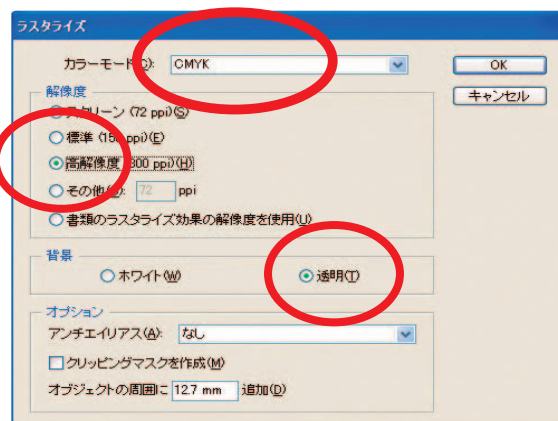 ラスタライズ
カラーモード(C): CMYK
OK
キャンセル
解像度
スクリーン (72 ppi)(S)
標準 (150 ppi)(E)
高解像度 (300 ppi)(H)
その他(O): 72 ppi
書類のラスタライズ効果の解像度を使用(U)
背景
ホワイト(W) 透明(T)
オプション
アンチエイリアス(A): なし
クリッピングマスクを作成(M)
オブジェクトの周囲に 12.7 mm 追加(D)